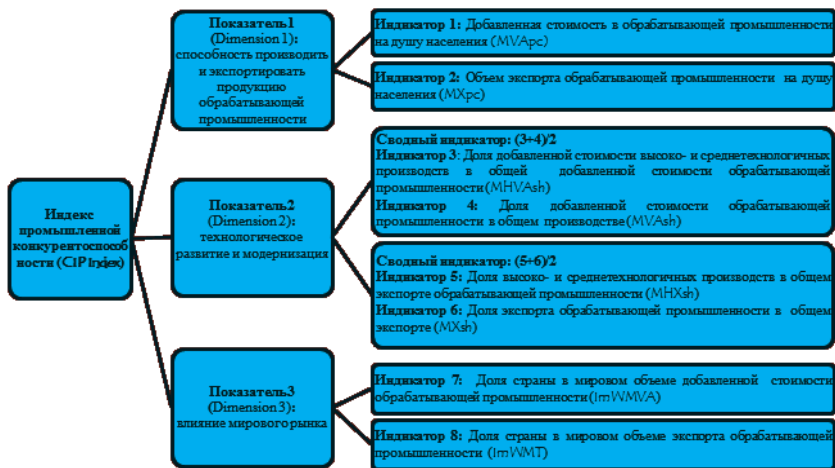 Индекс
промышленной
конкурентоспособ
ности (CIP Index)
Показатель1
(Dimension 1):
способность производить
и экспортировать
продукцию
обрабатывающей
промышленности
Индикатор 1: Добавленная стоимость в обрабатывающей промышленности
на душу населения (MVApc)
Индикатор 2: Объем экспорта обрабатывающей промышленности на душу
населения (MXpc)
Показатель2
(Dimension 2):
технологическое
развитие и модернизация
Сводный индикатор: (3+4)/2
Индикатор 3: Доля добавленной стоимости высоко- и среднетехнологичных
производств в общей добавленной стоимости обрабатывающей
промышленности (MHVAsh)
Индикатор 4: Доля добавленной стоимости обрабатывающей
промышленности в общем производстве (MVAsh)
Сводный индикатор: (5+6)/2
Индикатор 5: Доля высоко- и среднетехнологичных производств в общем
экспорте обрабатывающей промышленности (MHXsh)
Индикатор 6: Доля экспорта обрабатывающей промышленности в общем
экспорте (MXsh)
Показатель3
(Dimension 3):
влияние мирового рынка
Индикатор 7: Доля страны в мировом объеме добавленной стоимости
обрабатывающей промышленности (ImWMVA)
Индикатор 8: Доля страны в мировом объеме экспорта обрабатывающей
промышленности (ImWMT)